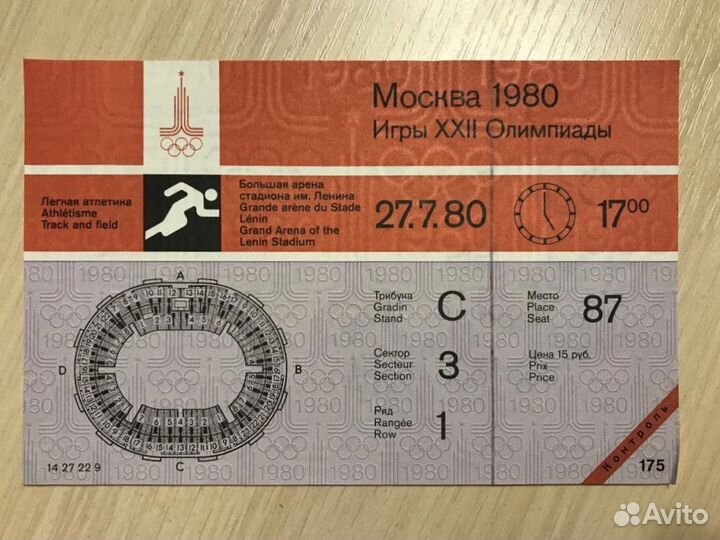 Москва 1980
Игры XXII Олимпиады
Легкая атлетика
Athlétisme
Track and field
Большая арена
стадиона им. Ленина
Grande arène du Stade
Lénin
Grand Arena of the
Lenin Stadium
27.7.80
17⁰⁰
A
B
C
D
Трибуна
Gradin
Stand
C
Место
Place
Seat
87
Сектор
Secteur
Section
3
Цена 15 руб.
Prix
Price
Ряд
Rangée
Row
1
Контроль
14 27 22 9
175
Avito